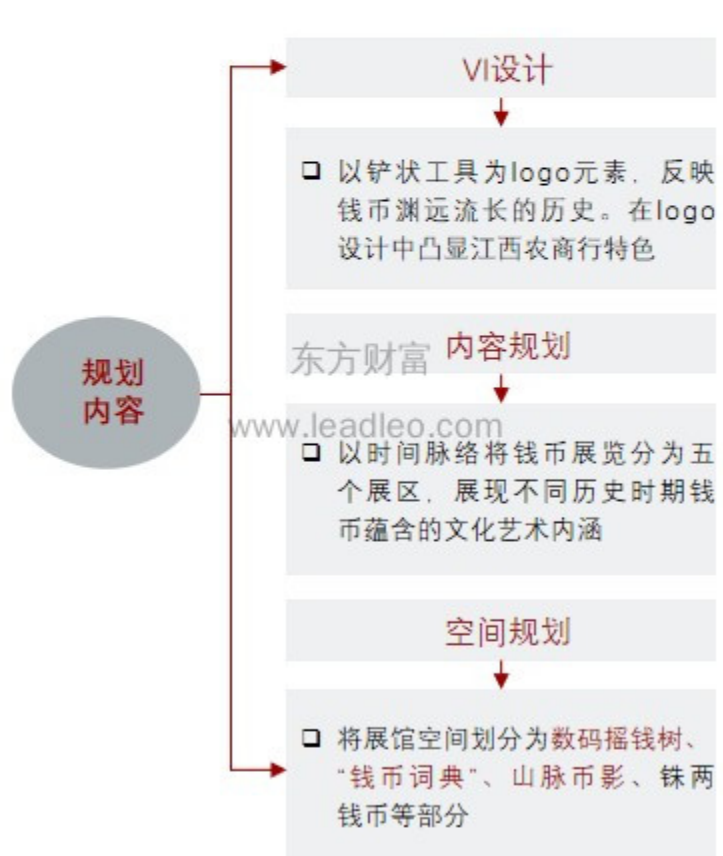 VI设计
以铲状工具为logo元素，反映
钱币渊远流长的历史。在logo
设计中凸显江西农商行特色
规划
内容
东方财富
内容规划
www.leadleo.com
以时间脉络将钱币展览分为五
个展区，展现不同历史时期钱
币蕴含的文化艺术内涵
空间规划
将展馆空间划分为数码摇钱树、
“钱币词典”、山脉币影、铢两
钱币等部分